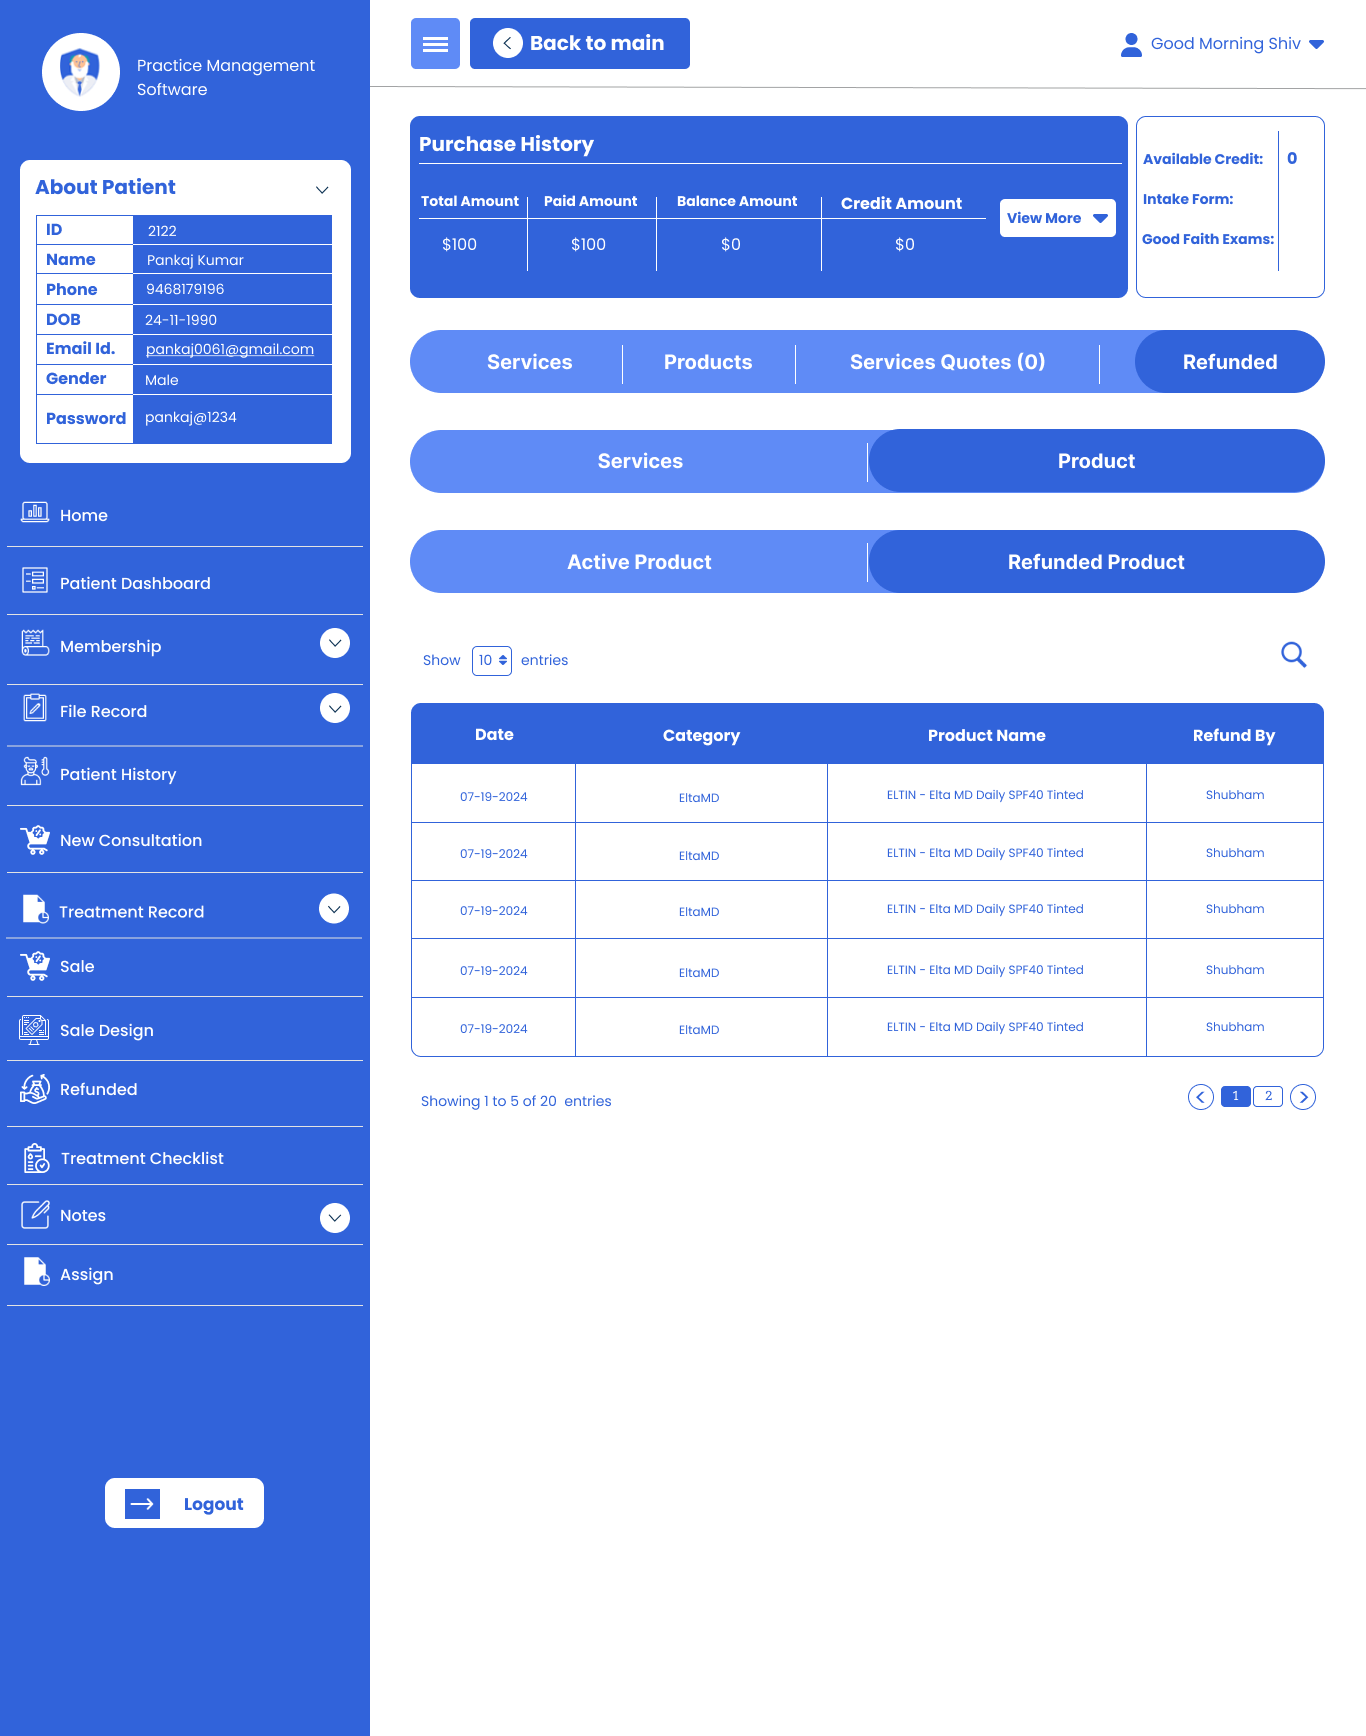 Practice Management
Software
About Patient
ID 2122
Name Pankaj Kumar
Phone 9468179196
DOB 24-11-1990
Email Id. pankaj0061@gmail.com
Gender Male
Password pankaj@1234
Home
Patient Dashboard
Membership
File Record
Patient History
New Consultation
Treatment Record
Sale
Sale Design
Refunded
Treatment Checklist
Notes
Assign
Logout
Back to main
Good Morning Shiv
Purchase History
Total Amount Paid Amount Balance Amount Credit Amount
$100 $100 $0 $0
View More
Available Credit: 0
Intake Form:
Good Faith Exams:
Services Products Services Quotes (0) Refunded
Services Product
Active Product Refunded Product
Show 10 entries
Date Category Product Name Refund By
07-19-2024 EltaMD ELTIN - Elta MD Daily SPF40 Tinted Shubham
07-19-2024 EltaMD ELTIN - Elta MD Daily SPF40 Tinted Shubham
07-19-2024 EltaMD ELTIN - Elta MD Daily SPF40 Tinted Shubham
07-19-2024 EltaMD ELTIN - Elta MD Daily SPF40 Tinted Shubham
07-19-2024 EltaMD ELTIN - Elta MD Daily SPF40 Tinted Shubham
Showing 1 to 5 of 20 entries
1 2